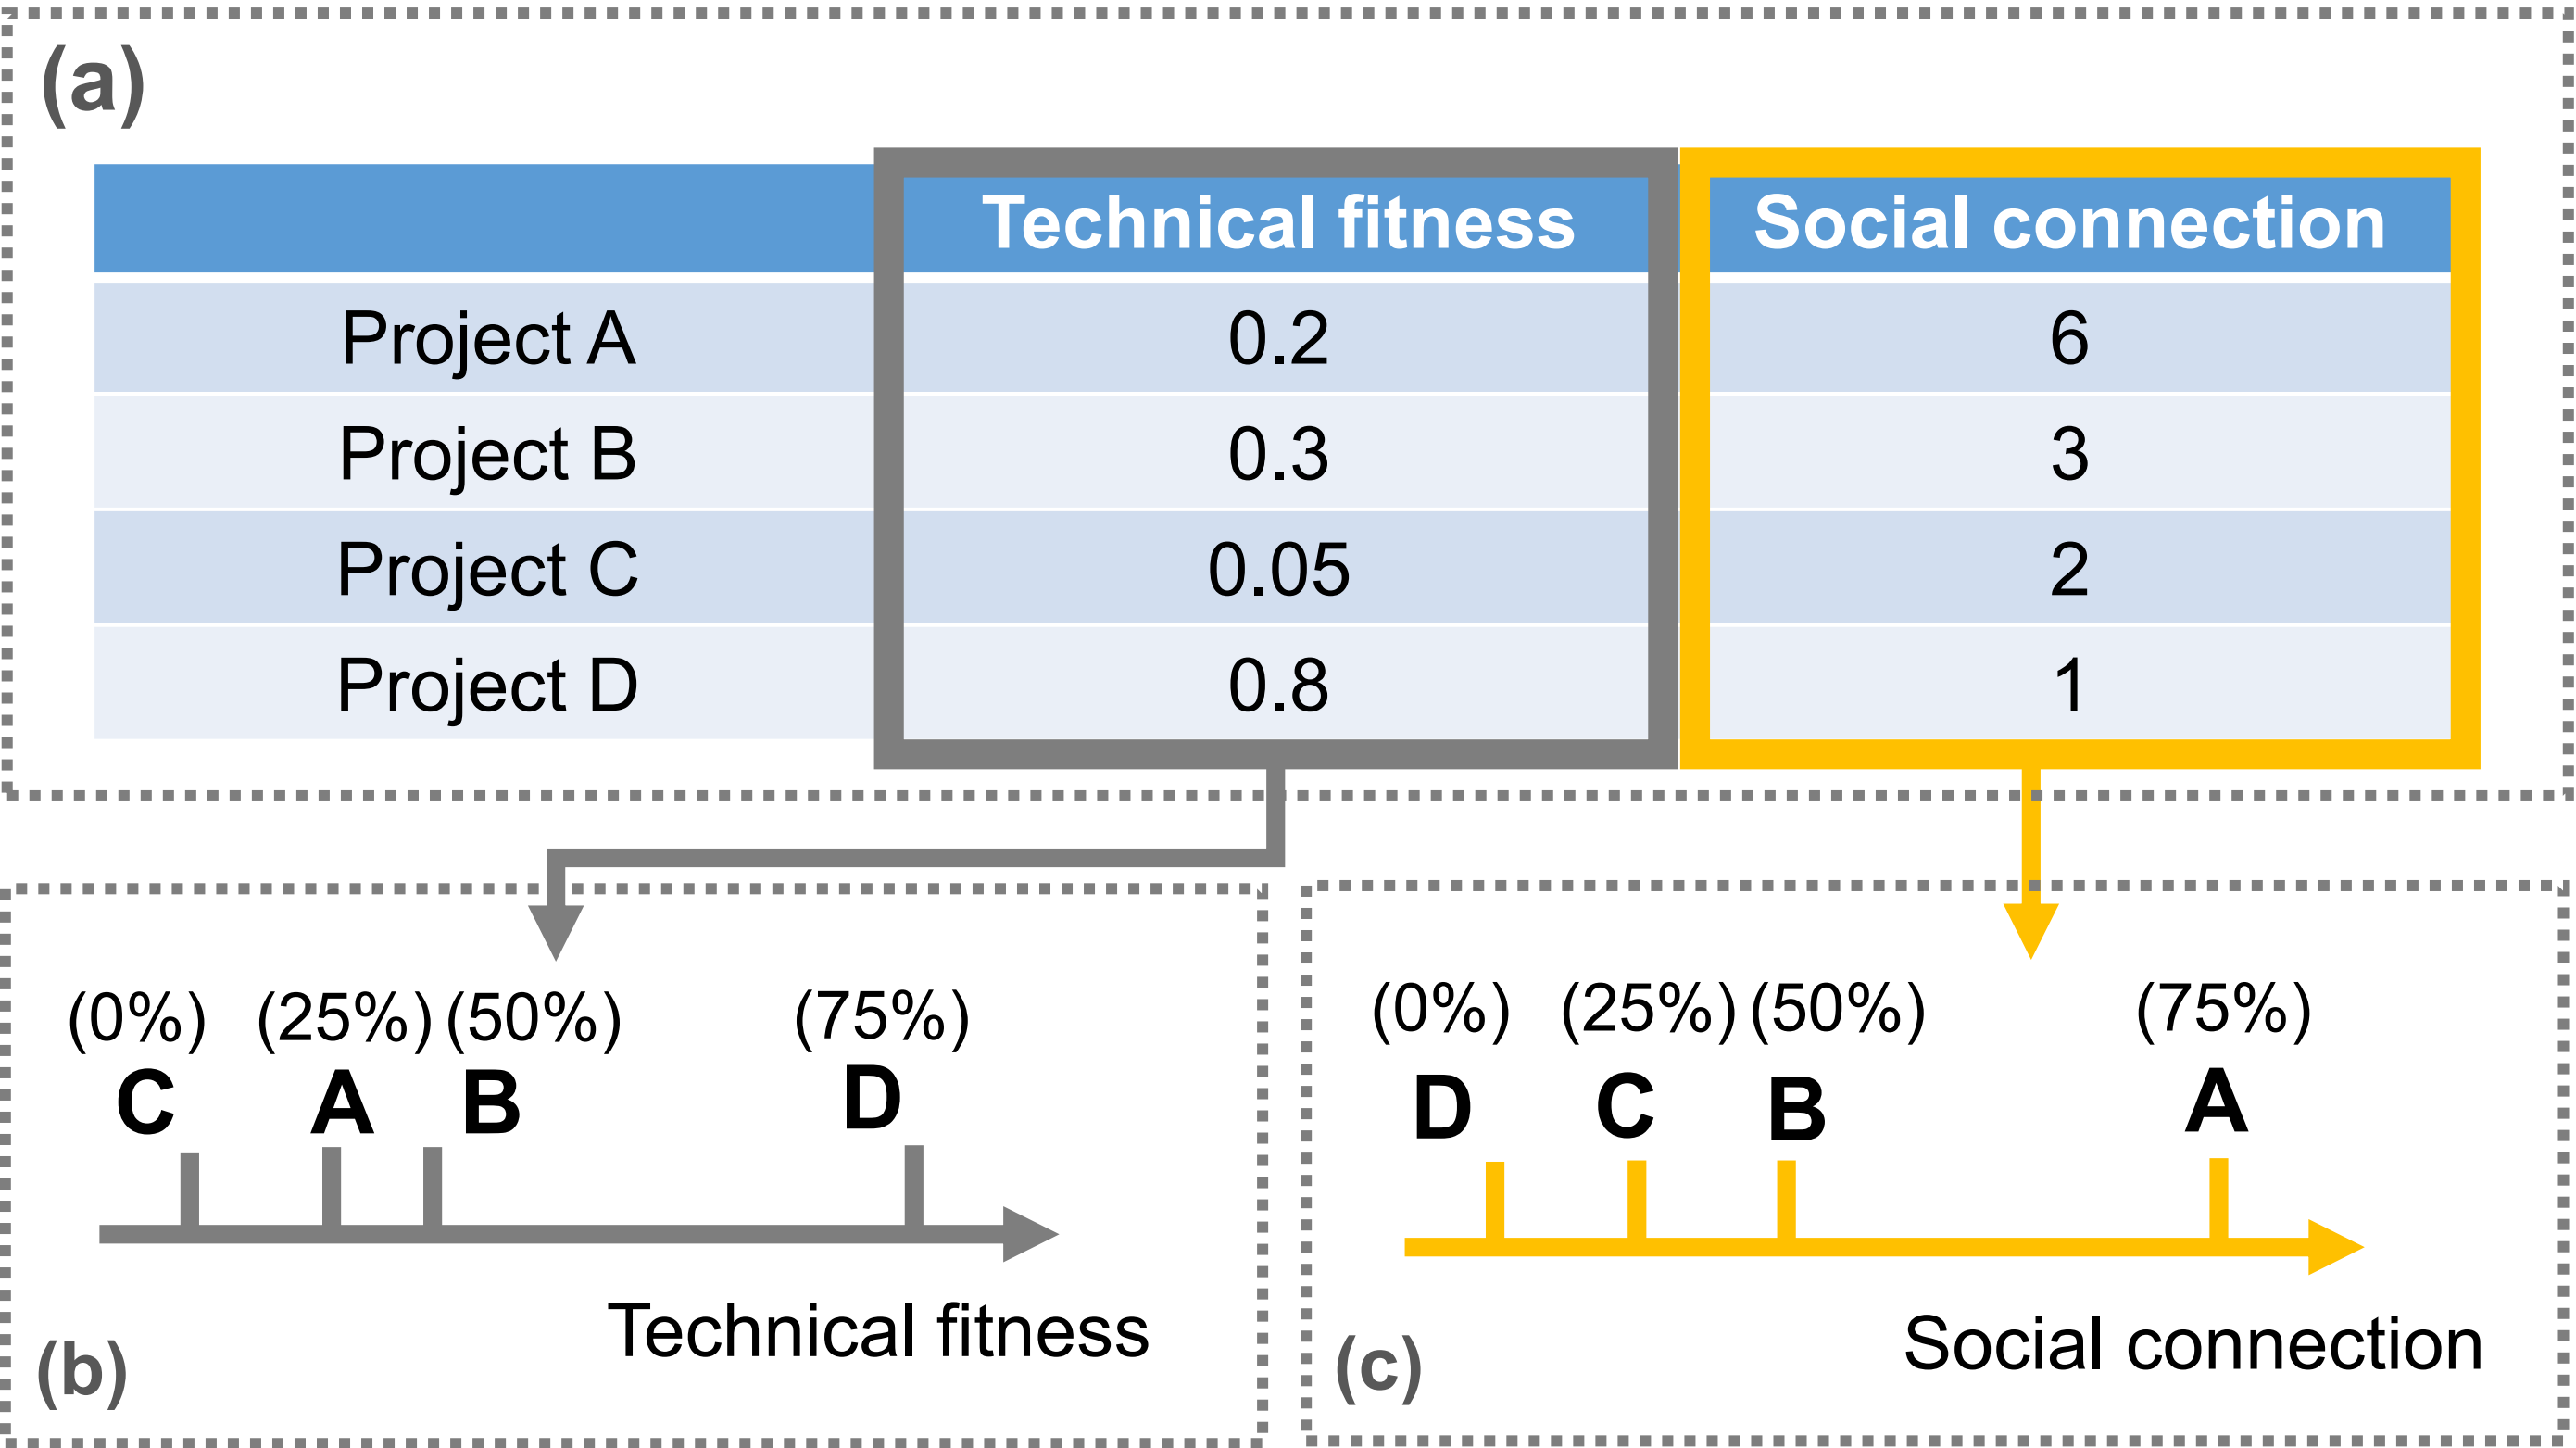 (a)
Technical fitness Social connection
Project A 0.2 6
Project B 0.3 3
Project C 0.05 2
Project D 0.8 1
(0%) (25%) (50%) (75%)
C A B D
Technical fitness
(b)
(0%) (25%) (50%) (75%)
D C B A
Social connection
(c)